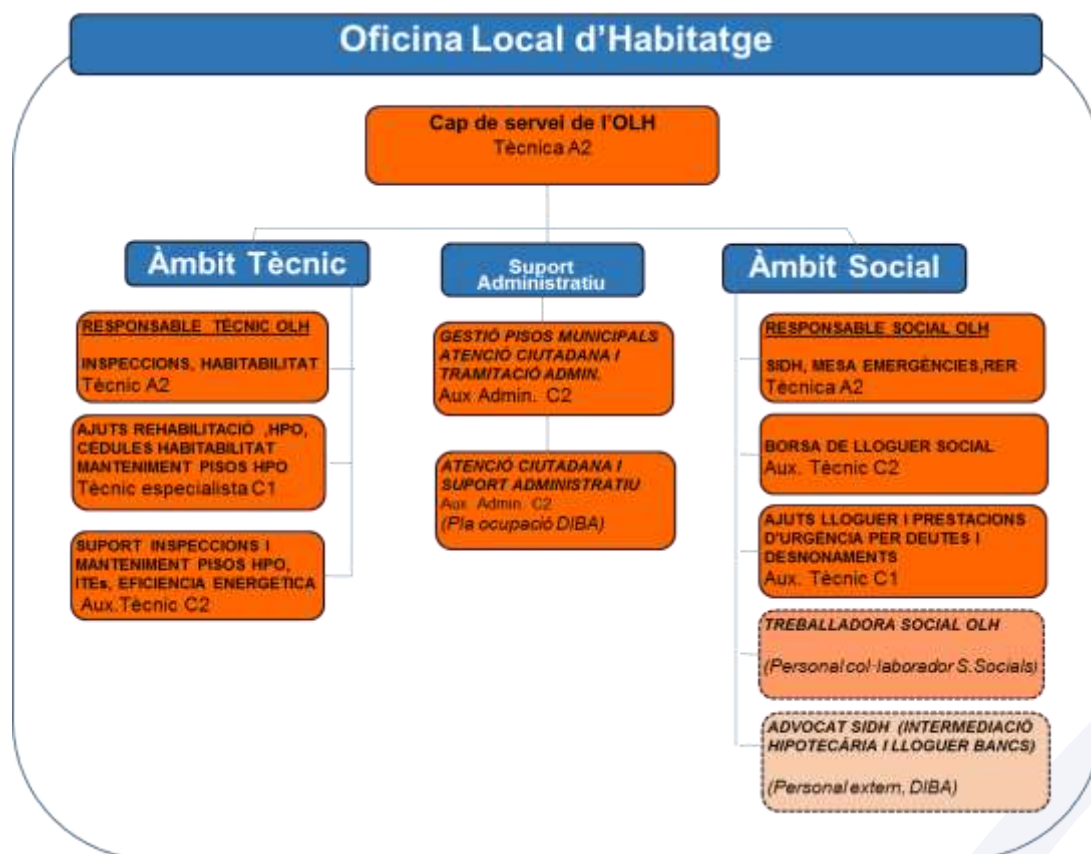 Oficina Local d'Habitatge
Cap de servei de l'OLH
Tècnica A2
Àmbit Tècnic
RESPONSABLE TÈCNIC OLH
INSPECCIONS, HABITABILITAT
Tècnic A2
AJUTS REHABILITACIÓ ,HPO,
CÈDULES HABITABILITAT
MANTENIMENT PISOS HPO
Tècnic especialista C1
SUPORT INSPECCIONS I
MANTENIMENT PISOS HPO,
ITEs, EFICIENCIA ENERGETICA
Aux.Tècnic C2
Suport
Administratiu
GESTIÓ PISOS MUNICIPALS
ATENCIÓ CIUTADANA I
TRAMITACIÓ ADMIN.
Aux Admin. C2
ATENCIÓ CIUTADANA I
SUPORT ADMINISTRATIU
Aux Admin. C2
(Pla ocupació DIBA)
Àmbit Social
RESPONSABLE SOCIAL OLH
SIDH, MESA EMERGÈNCIES,RER
Tècnica A2
BORSA DE LLOGUER SOCIAL
Aux. Tècnic C2
AJUTS LLOGUER I PRESTACIONS
D'URGÈNCIA PER DEUTES I
DESNONAMENTS
Aux. Tècnic C1
TREBALLADORA SOCIAL OLH
(Personal col·laborador S.Socials)
ADVOCAT SIDH (INTERMEDIACIÓ
HIPOTECÀRIA I LLOGUER BANCS)
(Personal extern, DIBA)